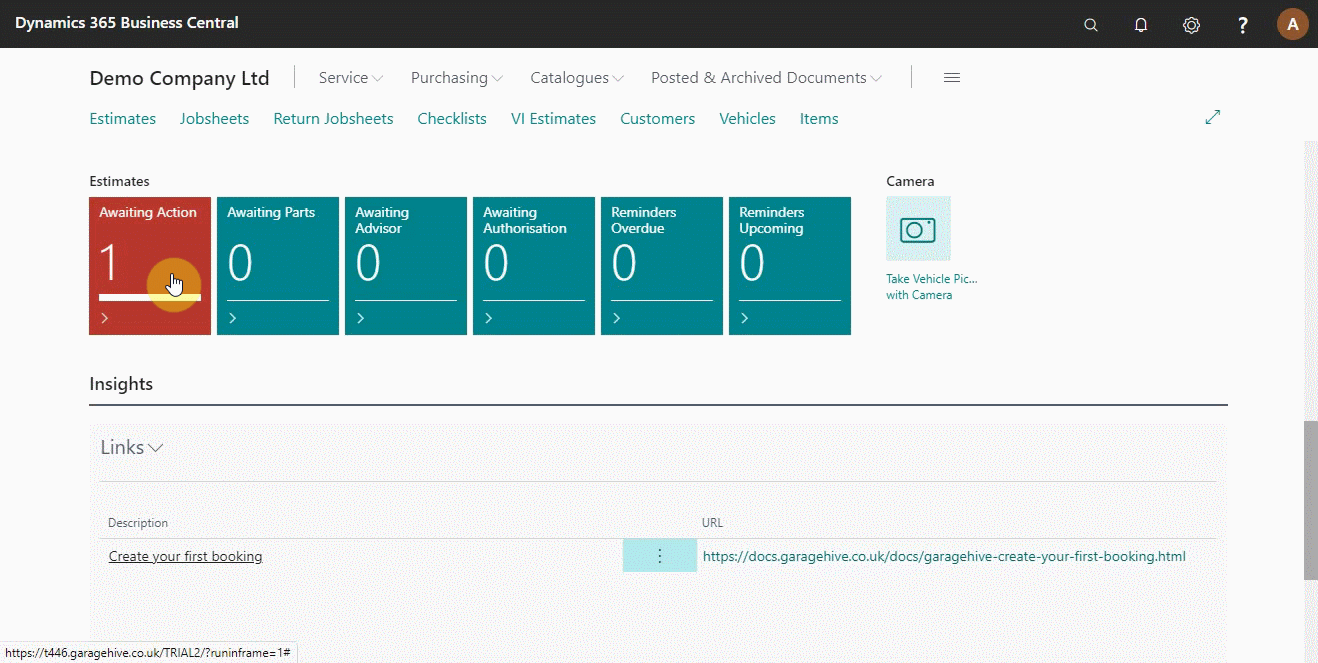 Dynamics 365 Business Central
?
A
Demo Company Ltd
Service
Purchasing
Catalogues
Posted & Archived Documents
Estimates
Jobsheets
Return Jobsheets
Checklists
VI Estimates
Customers
Vehicles
Items
Estimates
Awaiting Action
1
Awaiting Parts
0
Awaiting
Advisor
0
Awaiting
Authorisation
0
Reminders
Overdue
0
Reminders
Upcoming
0
Camera
Take Vehicle Pic...
with Camera
Insights
Links
Description
URL
Create your first booking
https://docs.garagehive.co.uk/docs/garagehive-create-your-first-booking.html
https://t446.garagehive.co.uk/TRIAL2/?runinframe=1#